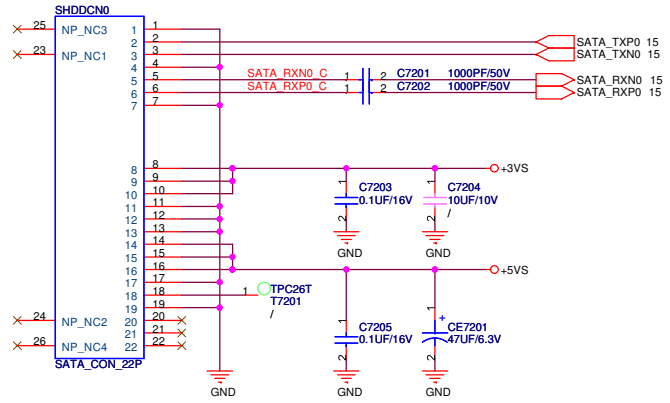 SHDDCN0
25 NP_NC3 1
2 SATA_TXP0 15
23 NP_NC1 3 SATA_TXN0 15
4
5 SATA_RXN0_C 1 2 C7201 1000PF/50V SATA_RXN0 15
6 SATA_RXP0_C 1 2 C7202 1000PF/50V SATA_RXP0 15
7
1
2
3
4
5
6
7
8 8 +3VS
9 9
10 10
11 11
12 12
13 13
14 14
15 15
16 16 +5VS
17 17
18 18 1
19 19
24 NP_NC2 20 20
21 21
26 NP_NC4 22 22
SATA_CON_22P
1
C7203
0.1UF/16V
2
GND
1
C7204
10UF/10V
/
2
GND
TPC26T
T7201
/
1
C7205
0.1UF/16V
2
GND
1
+
CE7201
47UF/6.3V
2
GND
GND